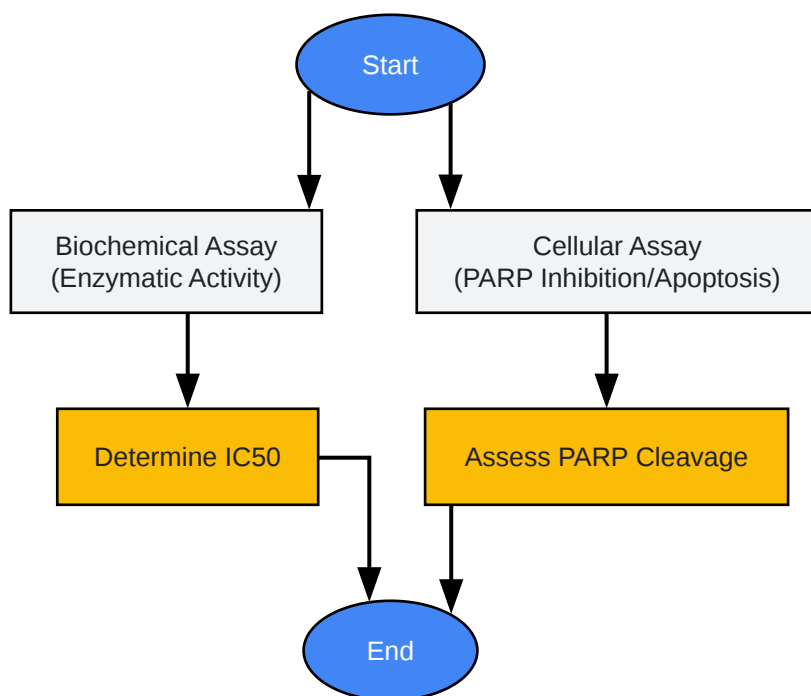 Start
Biochemical Assay
(Enzymatic Activity)
Cellular Assay
(PARP Inhibition/Apoptosis)
Determine IC50
Assess PARP Cleavage
End